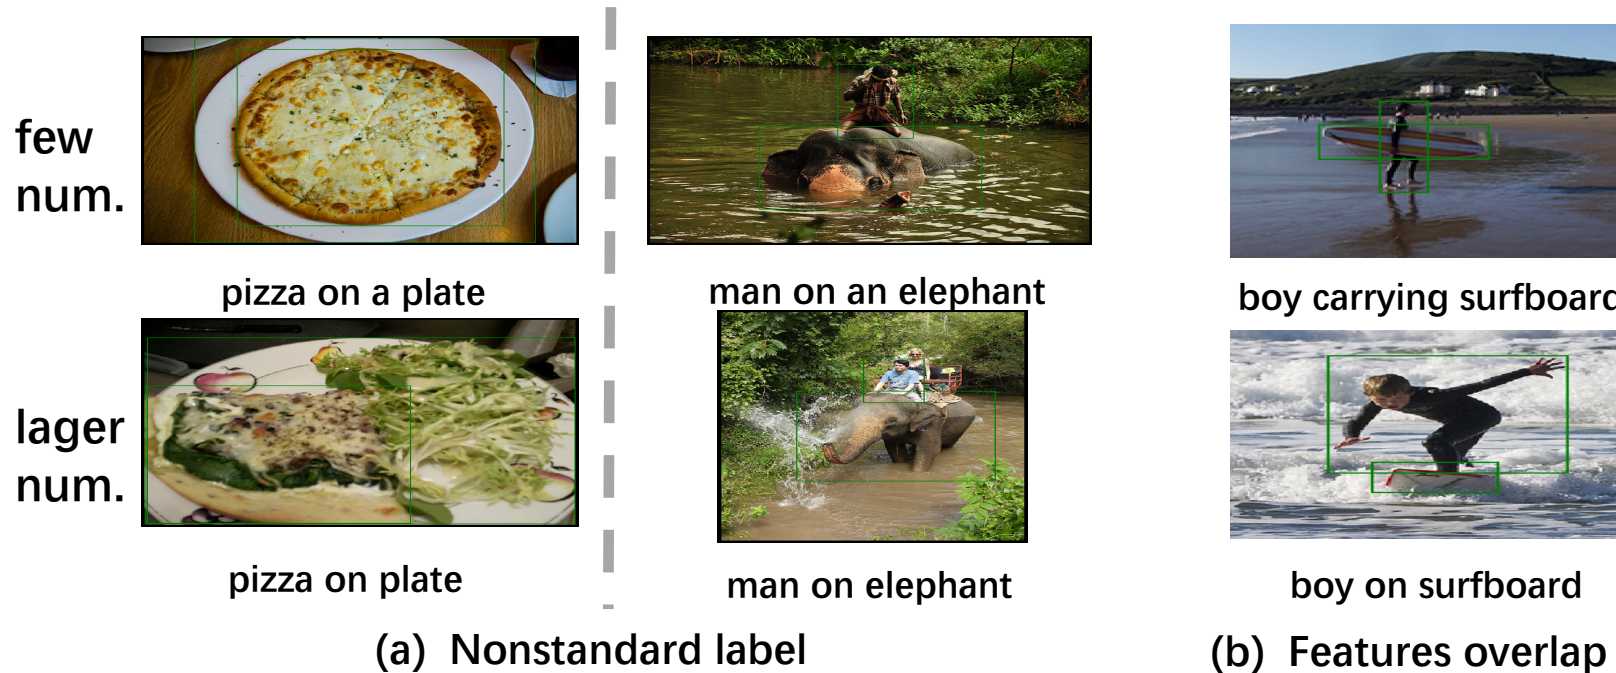 few
num.
pizza on a plate
man on an elephant
boy carrying surfboard
lager
num.
pizza on plate
man on elephant
boy on surfboard
(a) Nonstandard label
(b) Features overlap